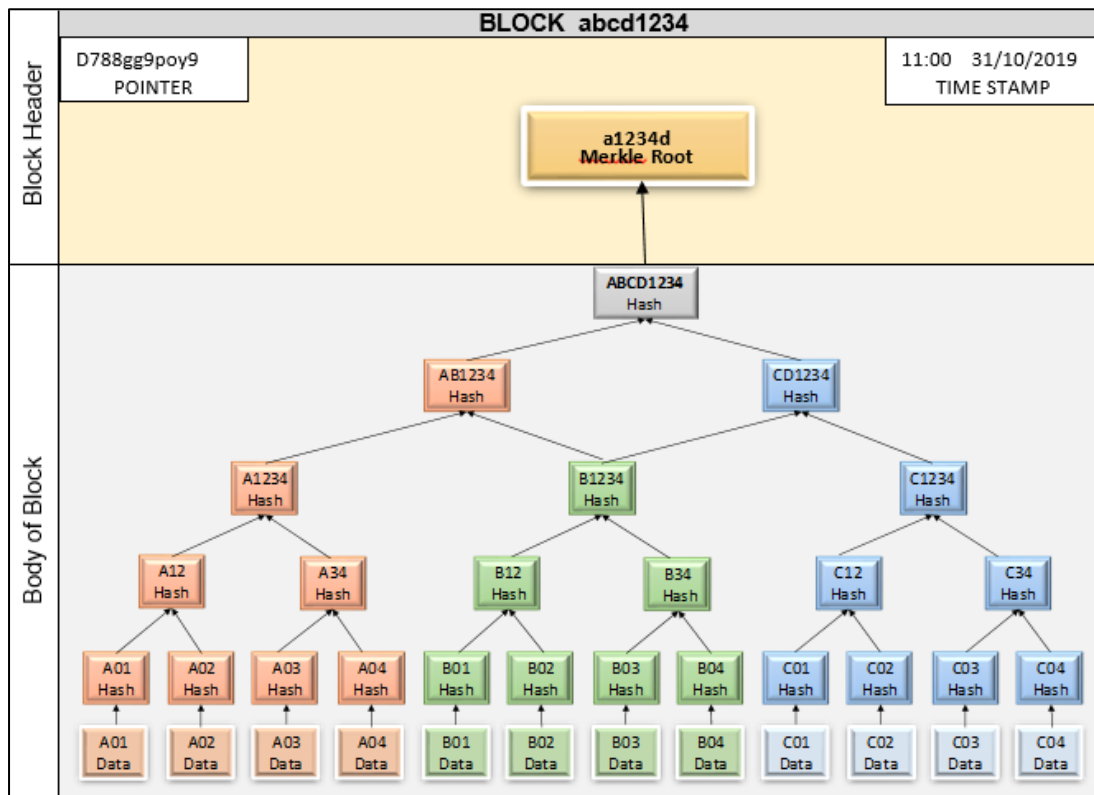 BLOCK abcd1234
Block Header
D788gg9poy9
POINTER
11:00 31/10/2019
TIME STAMP
a1234d
Merkle Root
Body of Block
ABCD1234
Hash
AB1234
Hash
CD1234
Hash
A1234
Hash
B1234
Hash
C1234
Hash
A12
Hash
A34
Hash
B12
Hash
B34
Hash
C12
Hash
C34
Hash
A01
Hash
A02
Hash
A03
Hash
A04
Hash
B01
Hash
B02
Hash
B03
Hash
B04
Hash
C01
Hash
C02
Hash
C03
Hash
C04
Hash
A01
Data
A02
Data
A03
Data
A04
Data
B01
Data
B02
Data
B03
Data
B04
Data
C01
Data
C02
Data
C03
Data
C04
Data